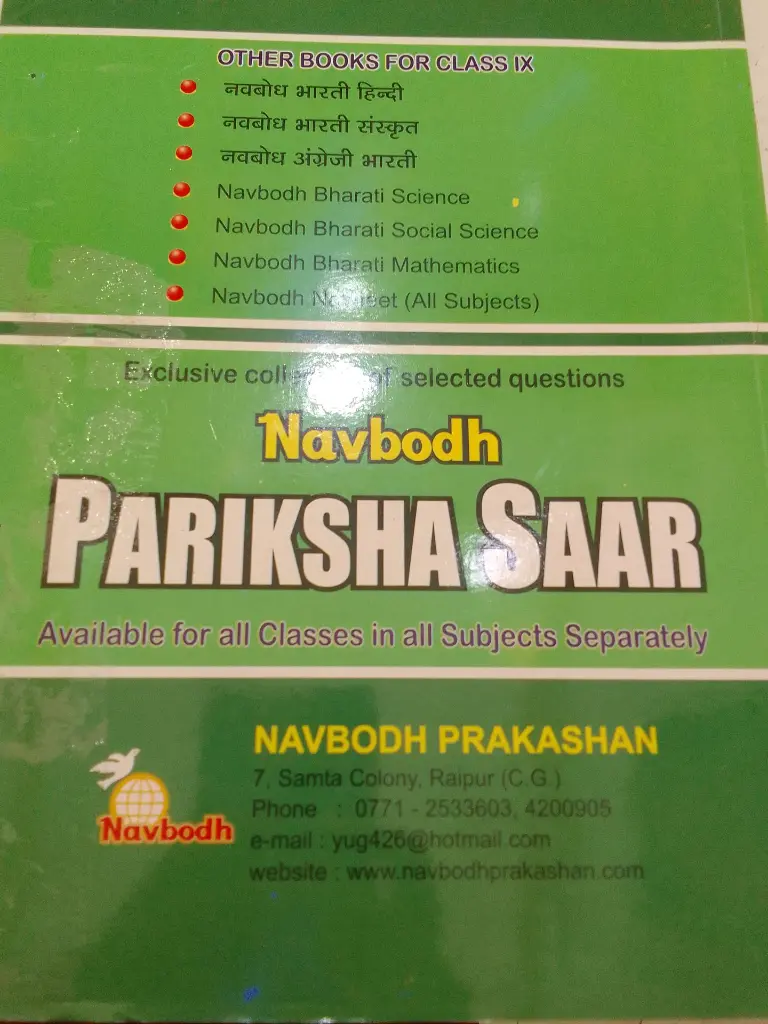 OTHER BOOKS FOR CLASS IX
नवबोध भारती हिन्दी
नवबोध भारती संस्कृत
नवबोध अंग्रेजी भारती
Navbodh Bharati Science
Navbodh Bharati Social Science
Navbodh Bharati Mathematics
Navbodh (All Subjects)
Exclusive of selected questions
Navbodh
PARIKSHA SAAR
Available for all Classes in all Subjects Separately
NAVBODH PRAKASHAN
7, Samta Colony, Raipur (C.G.)
Phone : 0771 - 2533603, 4200905
e-mail : yug426@hotmail.com
website : www.navbodhprakashan.com
Navbodh